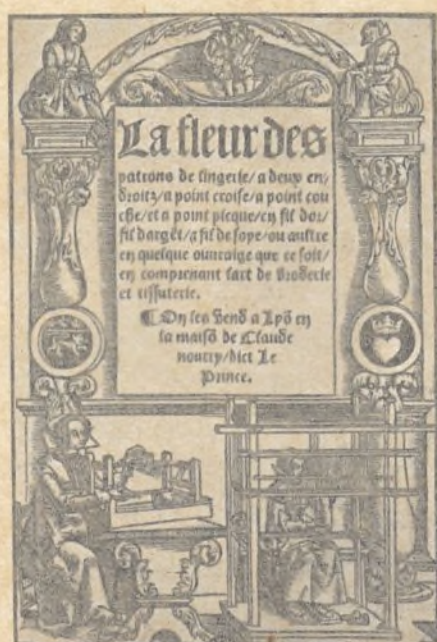 La fleur des
patrons de lingerie/a deux en/
droitz/a point croise/a point cou
che/et a point picque/en fil dor/
fil dargēt/& fil de soye/ou aultre
en quelque ouuraige que ce soit/
en comprenant lart de broderie
et tissuterie.
¶ On les vend a Lyō en
la maisō de Claude
nourry/dict Le
Prince.